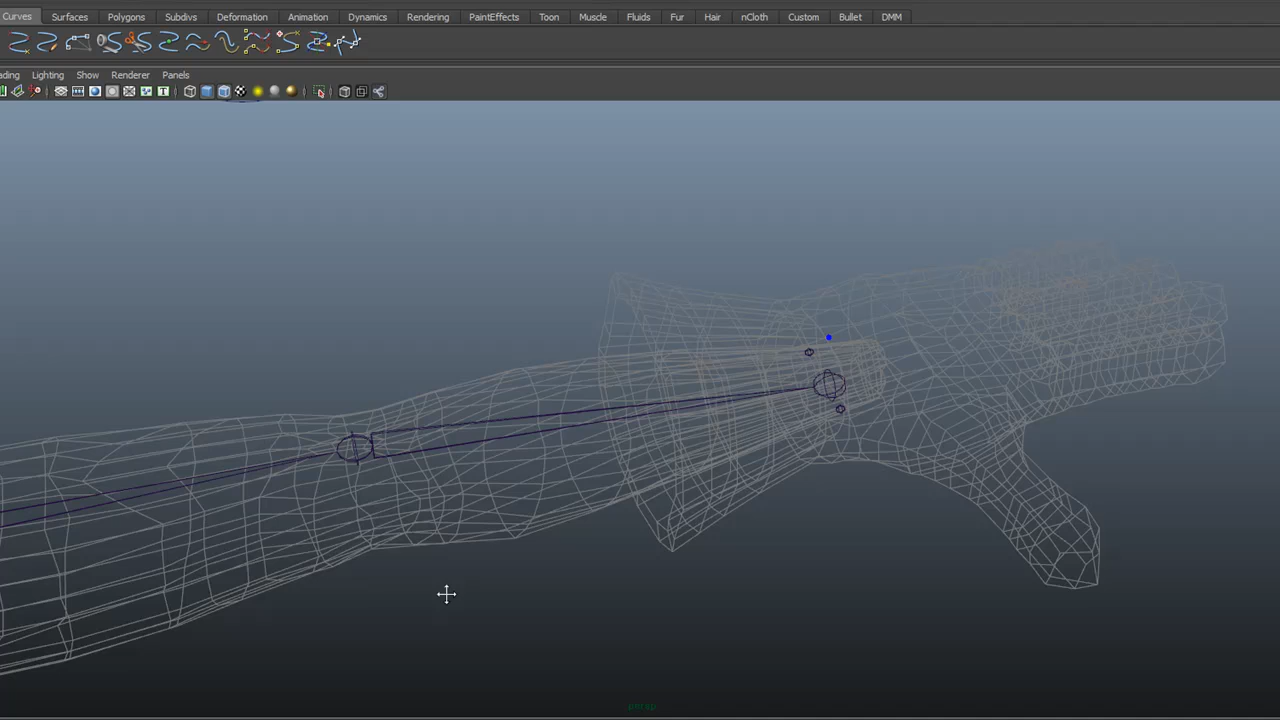 Curves Surfaces Polygons Subdivs Deformation Animation Dynamics Rendering PaintEffects Toon Muscle Fluids Fur Hair nCloth Custom Bullet DMM
ading Lighting Show Renderer Panels
T
persp